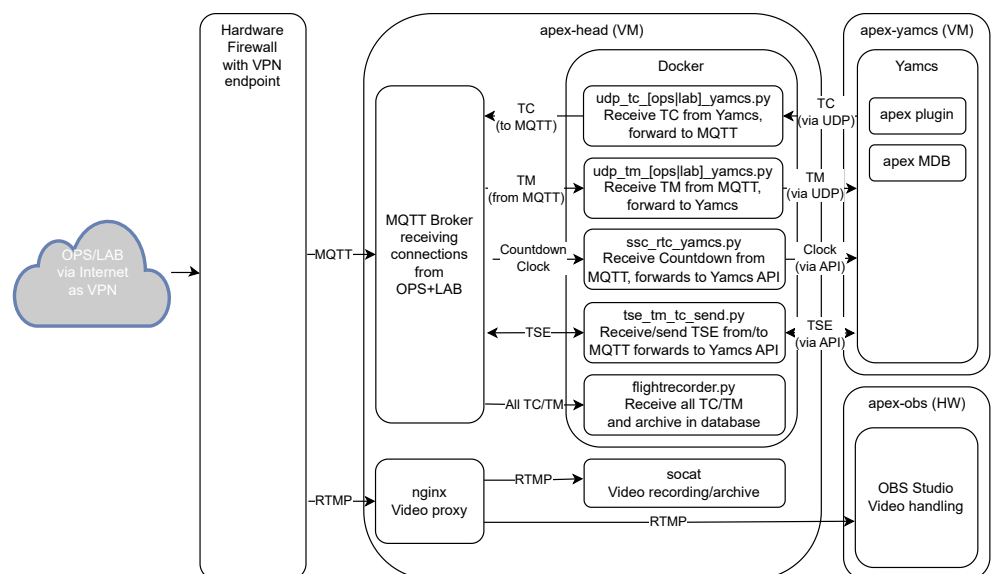 Hardware
Firewall
with VPN
endpoint
OPS/LAB
via Internet
as VPN
MQTT
RTMP
apex-head (VM)
MQTT Broker
receiving
connections
from
OPS+LAB
TC
(to MQTT)
TM
(from MQTT)
Countdown
Clock
TSE
All TC/TM
Docker
udp_tc_[ops|lab]_yamcs.py
Receive TC from Yamcs,
forward to MQTT
udp_tm_[ops|lab]_yamcs.py
Receive TM from MQTT,
forward to Yamcs
ssc_rtc_yamcs.py
Receive Countdown from
MQTT, forwards to Yamcs API
tse_tm_tc_send.py
Receive/send TSE from/to
MQTT forwards to Yamcs API
flightrecorder.py
Receive all TC/TM
and archive in database
nginx
Video proxy
RTMP
socat
Video recording/archive
RTMP
TC
(via UDP)
TM
(via UDP)
Clock
(via API)
TSE
(via API)
apex-yamcs (VM)
Yamcs
apex plugin
apex MDB
apex-obs (HW)
OBS Studio
Video handling